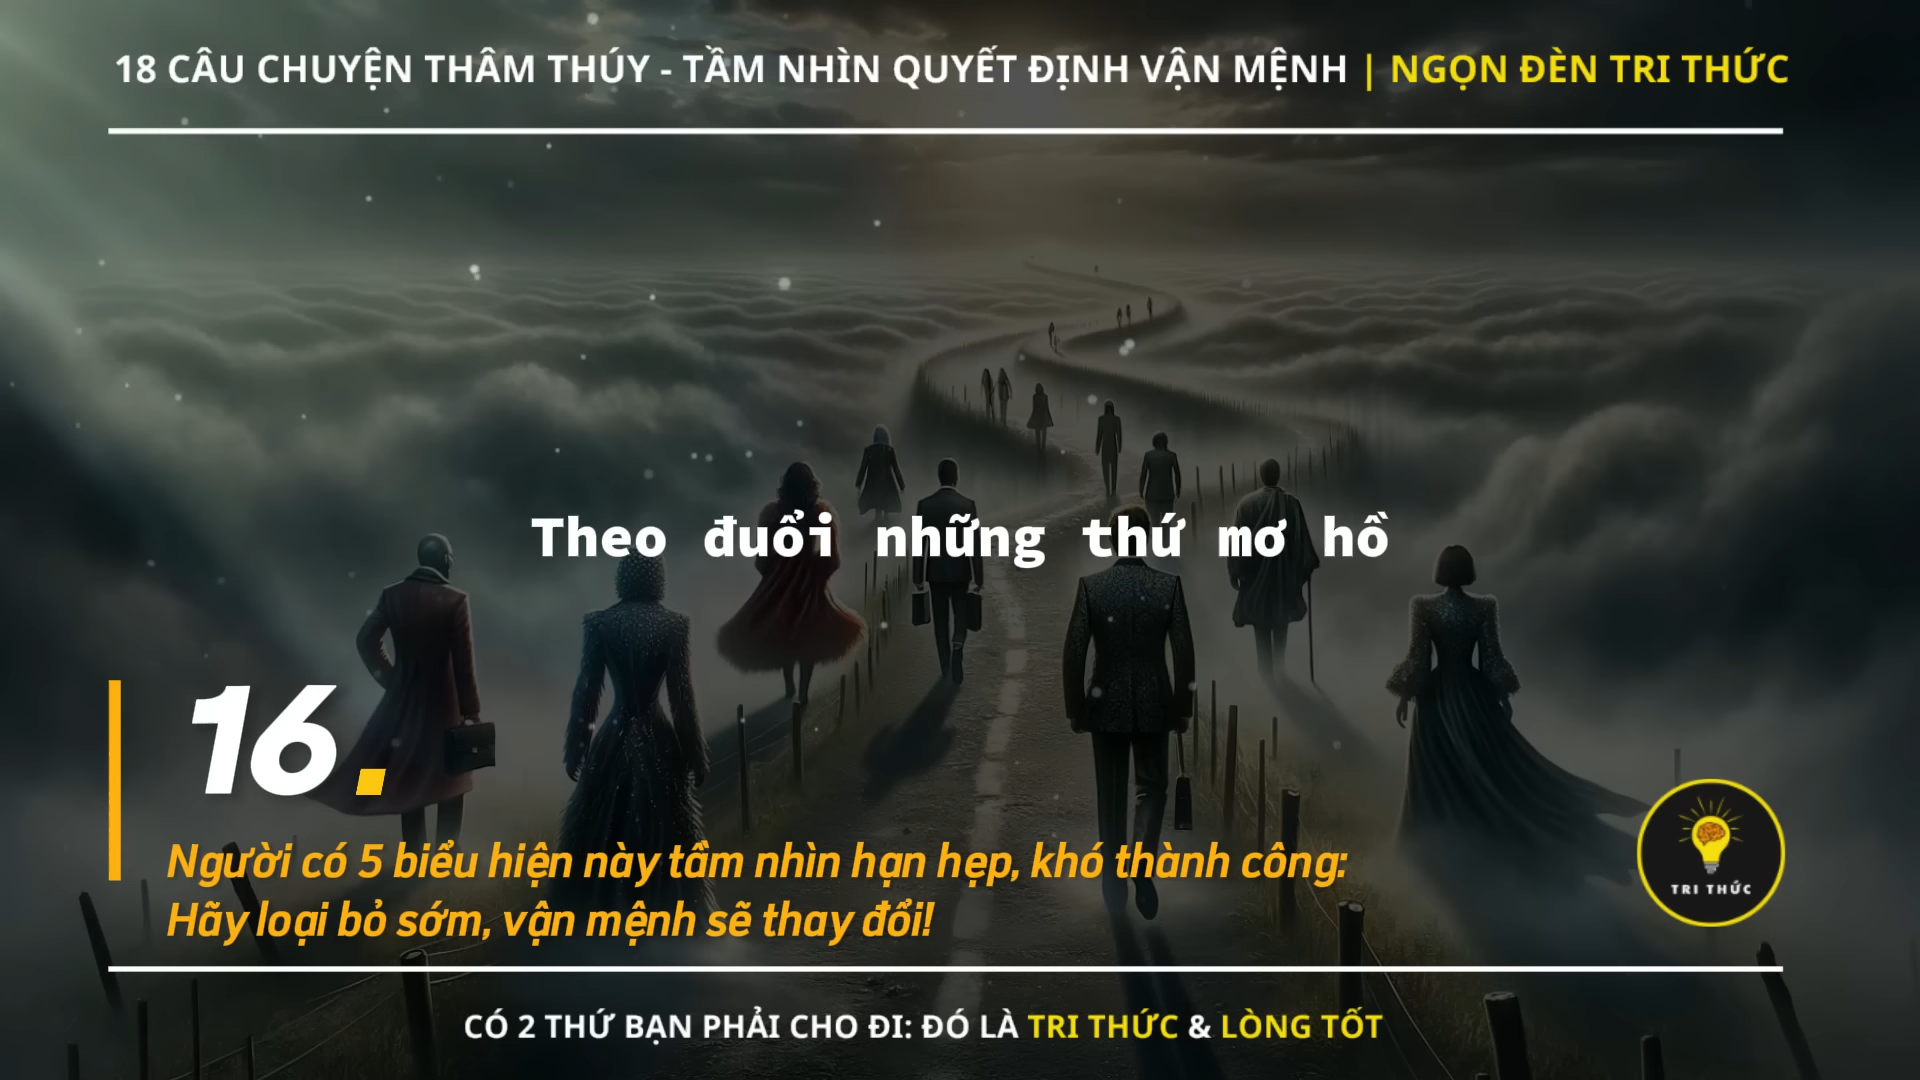 18 CÂU CHUYỆN THÂM THÚY - TẦM NHÌN QUYẾT ĐỊNH VẬN MỆNH | NGỌN ĐÈN TRI THỨC
Theo đuổi những thứ mơ hồ
16.
Người có 5 biểu hiện này tầm nhìn hạn hẹp, khó thành công:
Hãy loại bỏ sớm, vận mệnh sẽ thay đổi!
TRI THỨC
CÓ 2 THỨ BẠN PHẢI CHO ĐI: ĐÓ LÀ TRI THỨC & LÒNG TỐT